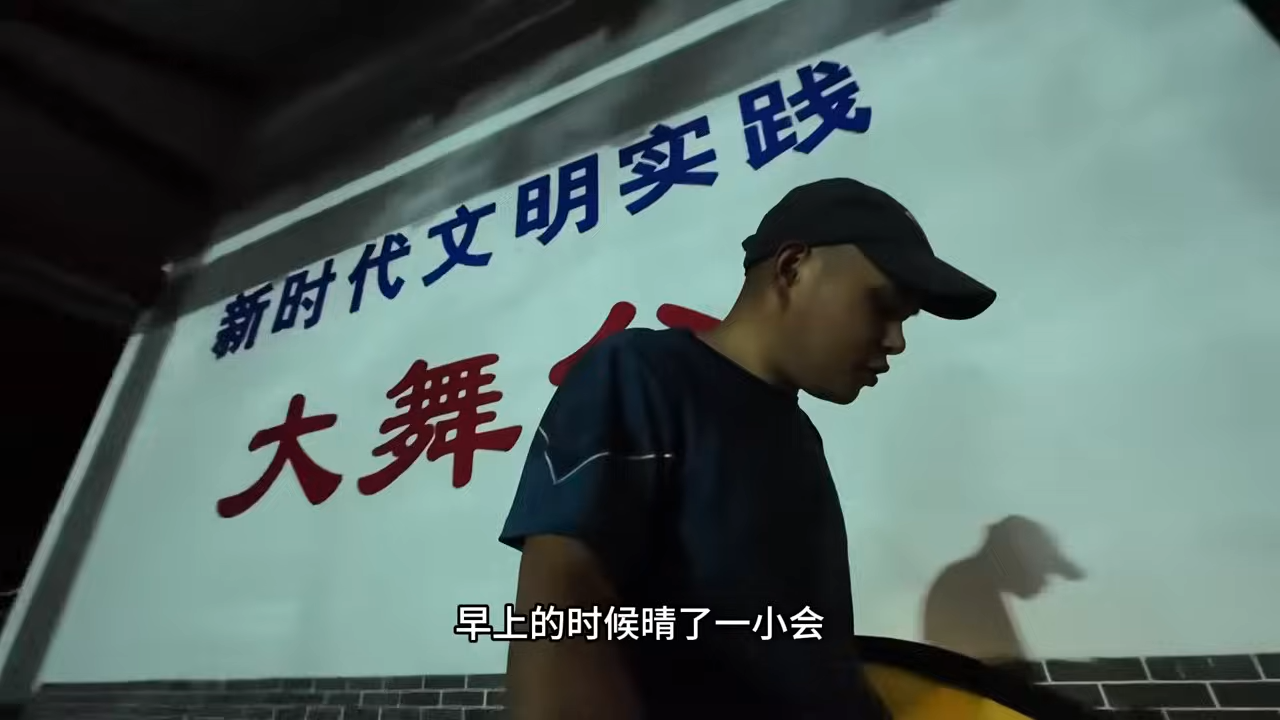 新时代文明实践
大舞
早上的时候晴了一小会